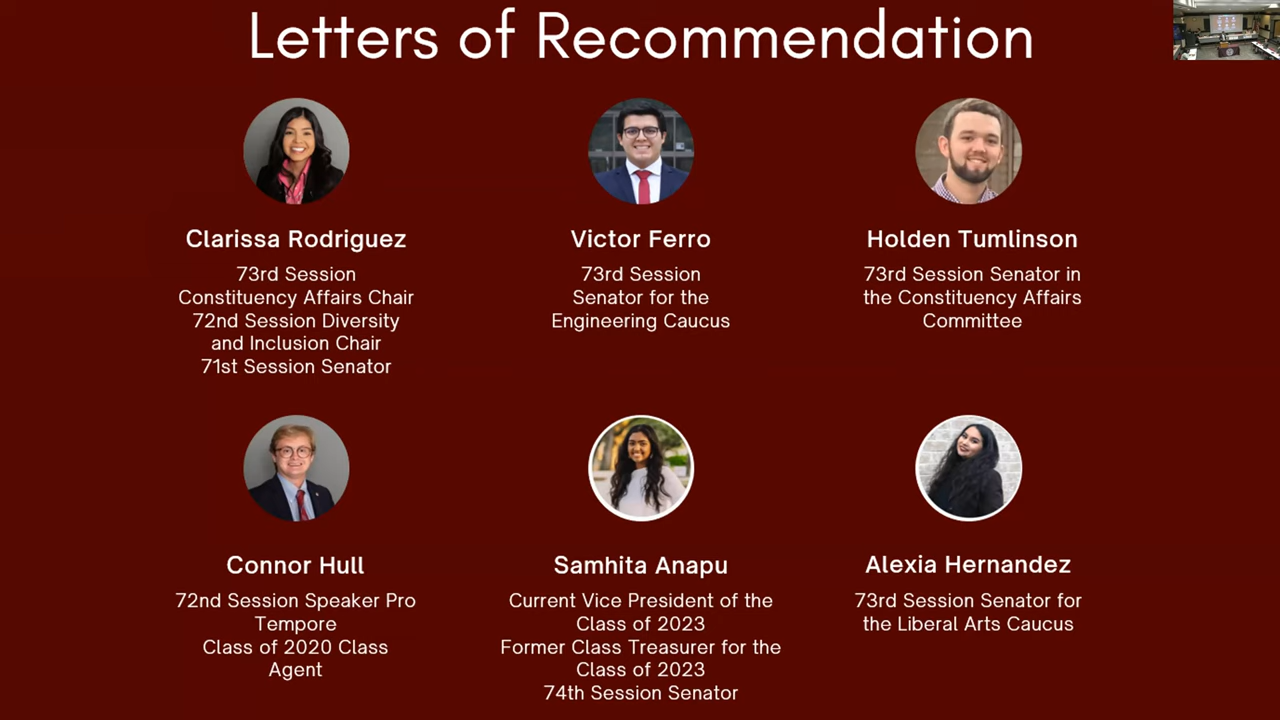 Letters of Recommendation
Clarissa Rodriguez
73rd Session
Constituency Affairs Chair
72nd Session Diversity
and Inclusion Chair
71st Session Senator
Victor Ferro
73rd Session
Senator for the
Engineering Caucus
Holden Tumlinson
73rd Session Senator in
the Constituency Affairs
Committee
Connor Hull
72nd Session Speaker Pro
Tempore
Class of 2020 Class
Agent
Samhita Anapu
Current Vice President of the
Class of 2023
Former Class Treasurer for the
Class of 2023
74th Session Senator
Alexia Hernandez
73rd Session Senator for
the Liberal Arts Caucus